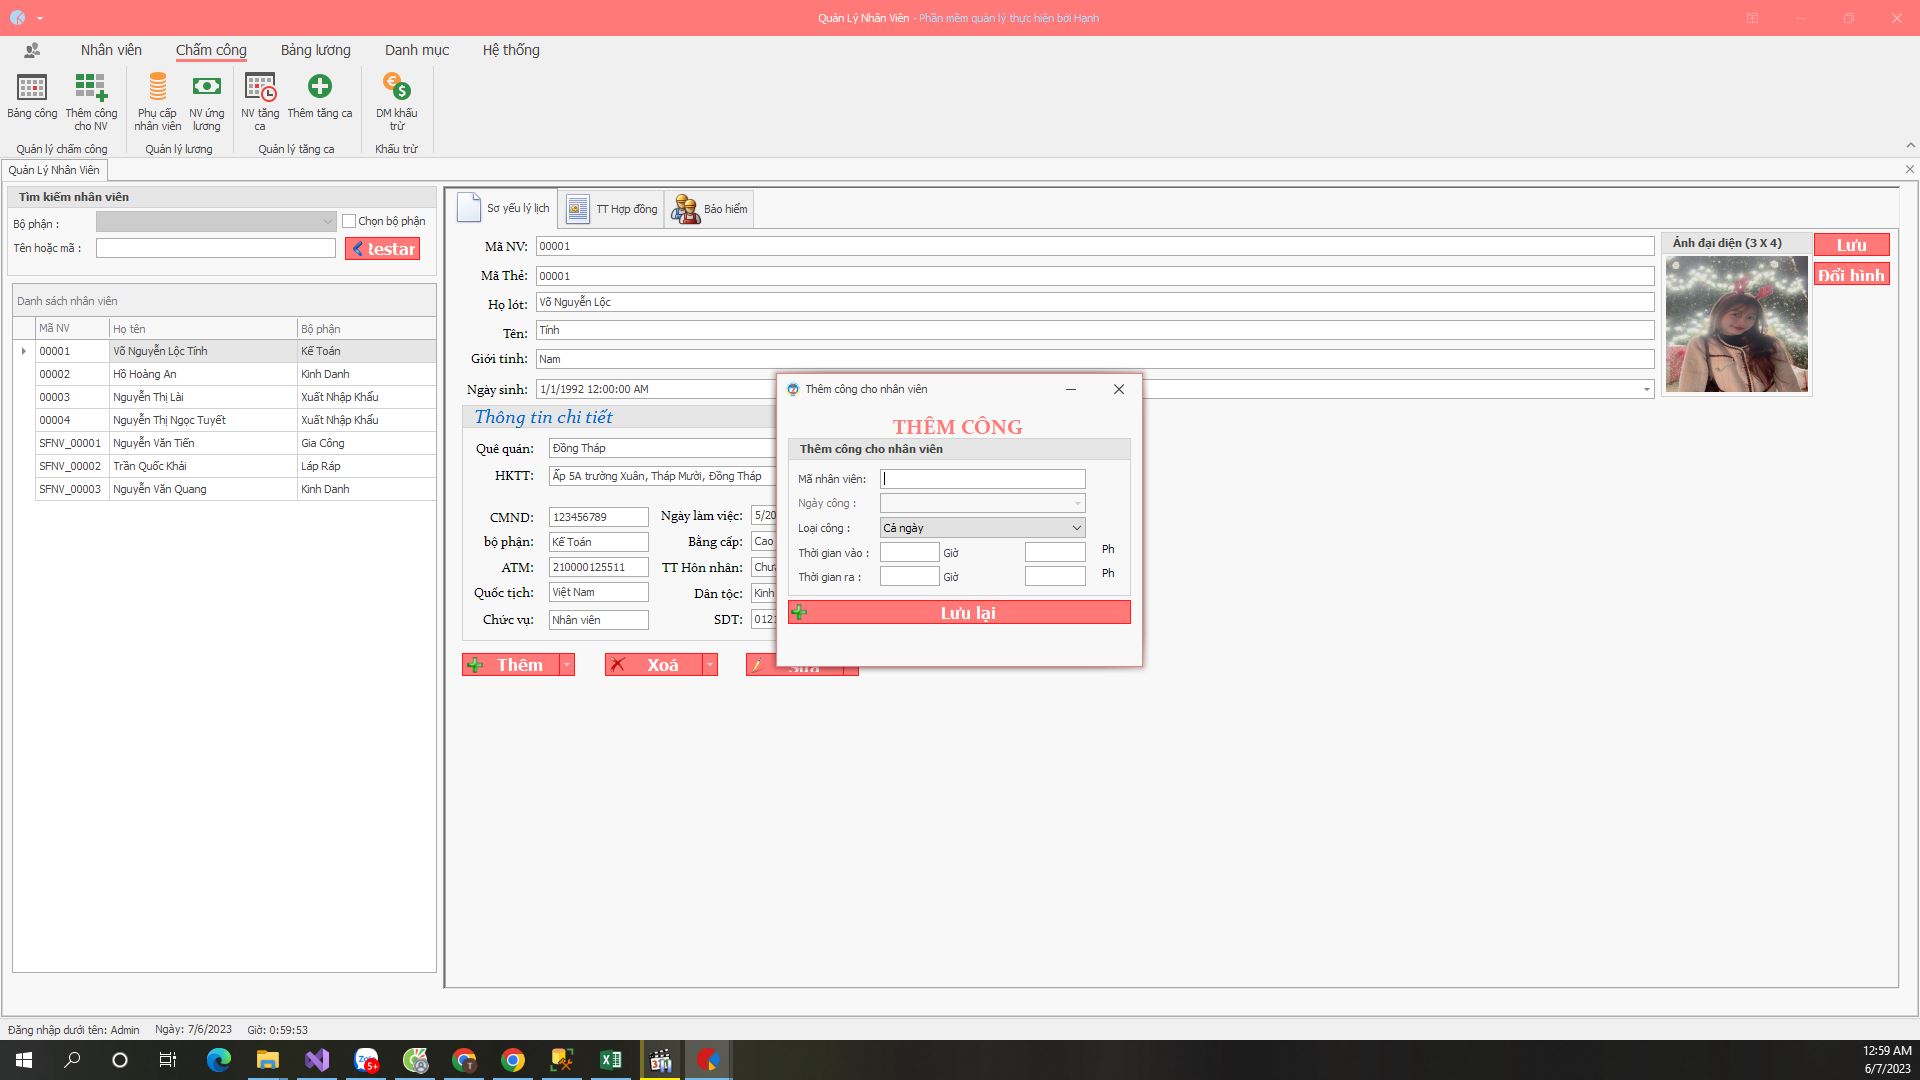 Quản Lý Nhân Viên - Phần mềm quản lý thực hiện bởi Hạnh
Nhân viên Chấm công Bảng lương Danh mục Hệ thống
Bảng công
Thêm công cho NV
Phụ cấp nhân viên
NV ứng lương
NV tăng ca
Thêm tăng ca
DM khấu trừ
Quản lý chấm công Quản lý lương Quản lý tăng ca Khấu trừ
Quản Lý Nhân Viên
Tìm kiếm nhân viên
Bộ phận : Chọn bộ phận
Tên hoặc mã : Restar
Danh sách nhân viên
Mã NV Họ tên Bộ phận
00001 Võ Nguyễn Lộc Tính Kế Toán
00002 Hồ Hoàng An Kinh Danh
00003 Nguyễn Thị Lài Xuất Nhập Khẩu
00004 Nguyễn Thị Ngọc Tuyết Xuất Nhập Khẩu
SFNV_00001 Nguyễn Văn Tiến Gia Công
SFNV_00002 Trần Quốc Khải Láp Ráp
SFNV_00003 Nguyễn Văn Quang Kinh Danh
Sơ yếu lý lịch TT Hợp đồng Bảo hiểm
Mã NV: 00001
Mã Thẻ: 00001
Họ lót: Võ Nguyễn Lộc
Tên: Tính
Giới tính: Nam
Ngày sinh: 1/1/1992 12:00:00 AM
Ảnh đại diện (3 X 4)
Lưu
Đổi hình
Thông tin chi tiết
Quê quán: Đồng Tháp
HKTT: Ấp 5A trường Xuân, Tháp Mười, Đồng Tháp
CMND: 123456789 Ngày làm việc: 5/20
bộ phận: Kế Toán Bằng cấp: Cao
ATM: 210000125511 TT Hôn nhân: Chư
Quốc tịch: Việt Nam Dân tộc: Kinh
Chức vụ: Nhân viên SDT: 012
Thêm Xoá Sửa
Thêm công cho nhân viên
THÊM CÔNG
Thêm công cho nhân viên
Mã nhân viên:
Ngày công :
Loại công : Cả ngày
Thời gian vào : Giờ Ph
Thời gian ra : Giờ Ph
Lưu lại
Đăng nhập dưới tên: Admin Ngày: 7/6/2023 Giờ: 0:59:53
Zalo 5+
12:59 AM
6/7/2023